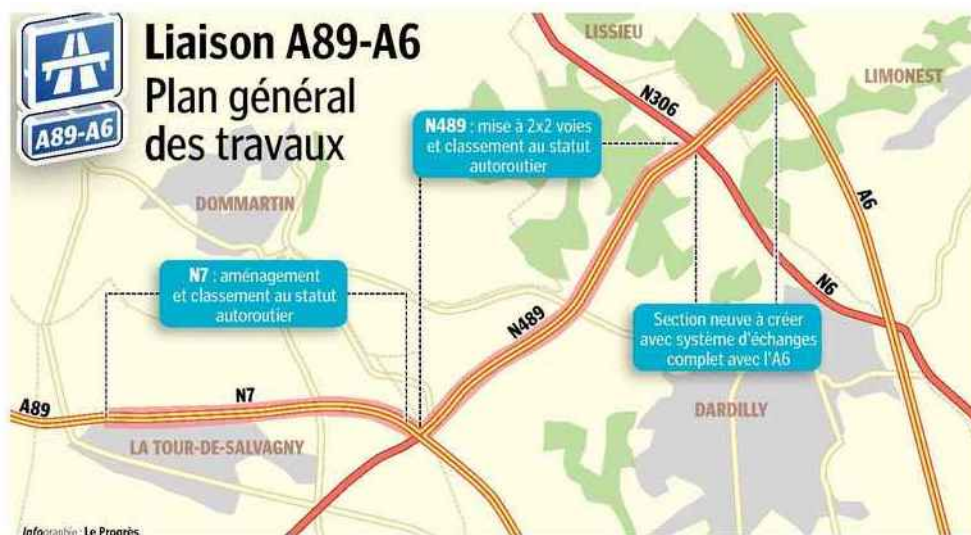 A89-A6
Liaison A89-A6
Plan général
des travaux
LISSIEU
LIMONEST
N306
N489 : mise à 2x2 voies
et classement au statut
autoroutier
DOMMARTIN
A6
N7 : aménagement
et classement au statut
autoroutier
N489
N6
Section neuve à créer
avec système d'échanges
complet avec l'A6
A89
N7
DARDILLY
LA TOUR-DE-SALVAGNY
Infographie : Le Progrès